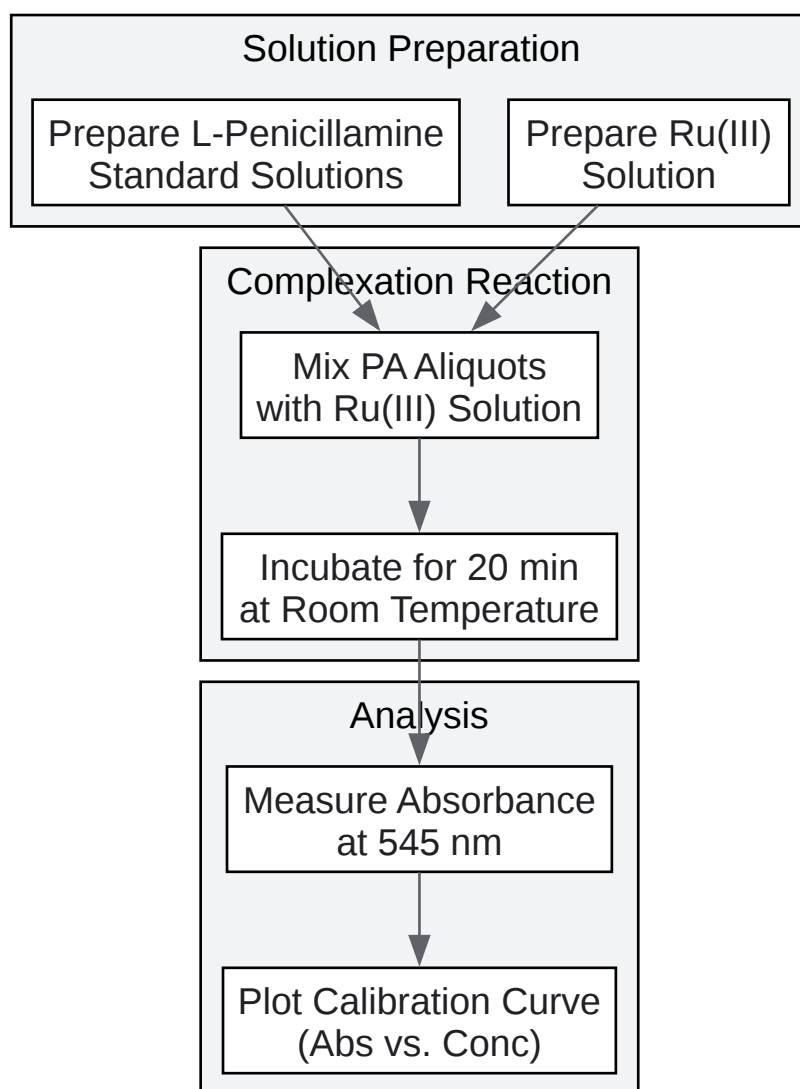 Solution Preparation
Prepare L-Penicillamine
Standard Solutions
Prepare Ru(III)
Solution
Complexation Reaction
Mix PA Aliquots
with Ru(III) Solution
Incubate for 20 min
at Room Temperature
Analysis
Measure Absorbance
at 545 nm
Plot Calibration Curve
(Abs vs. Conc)